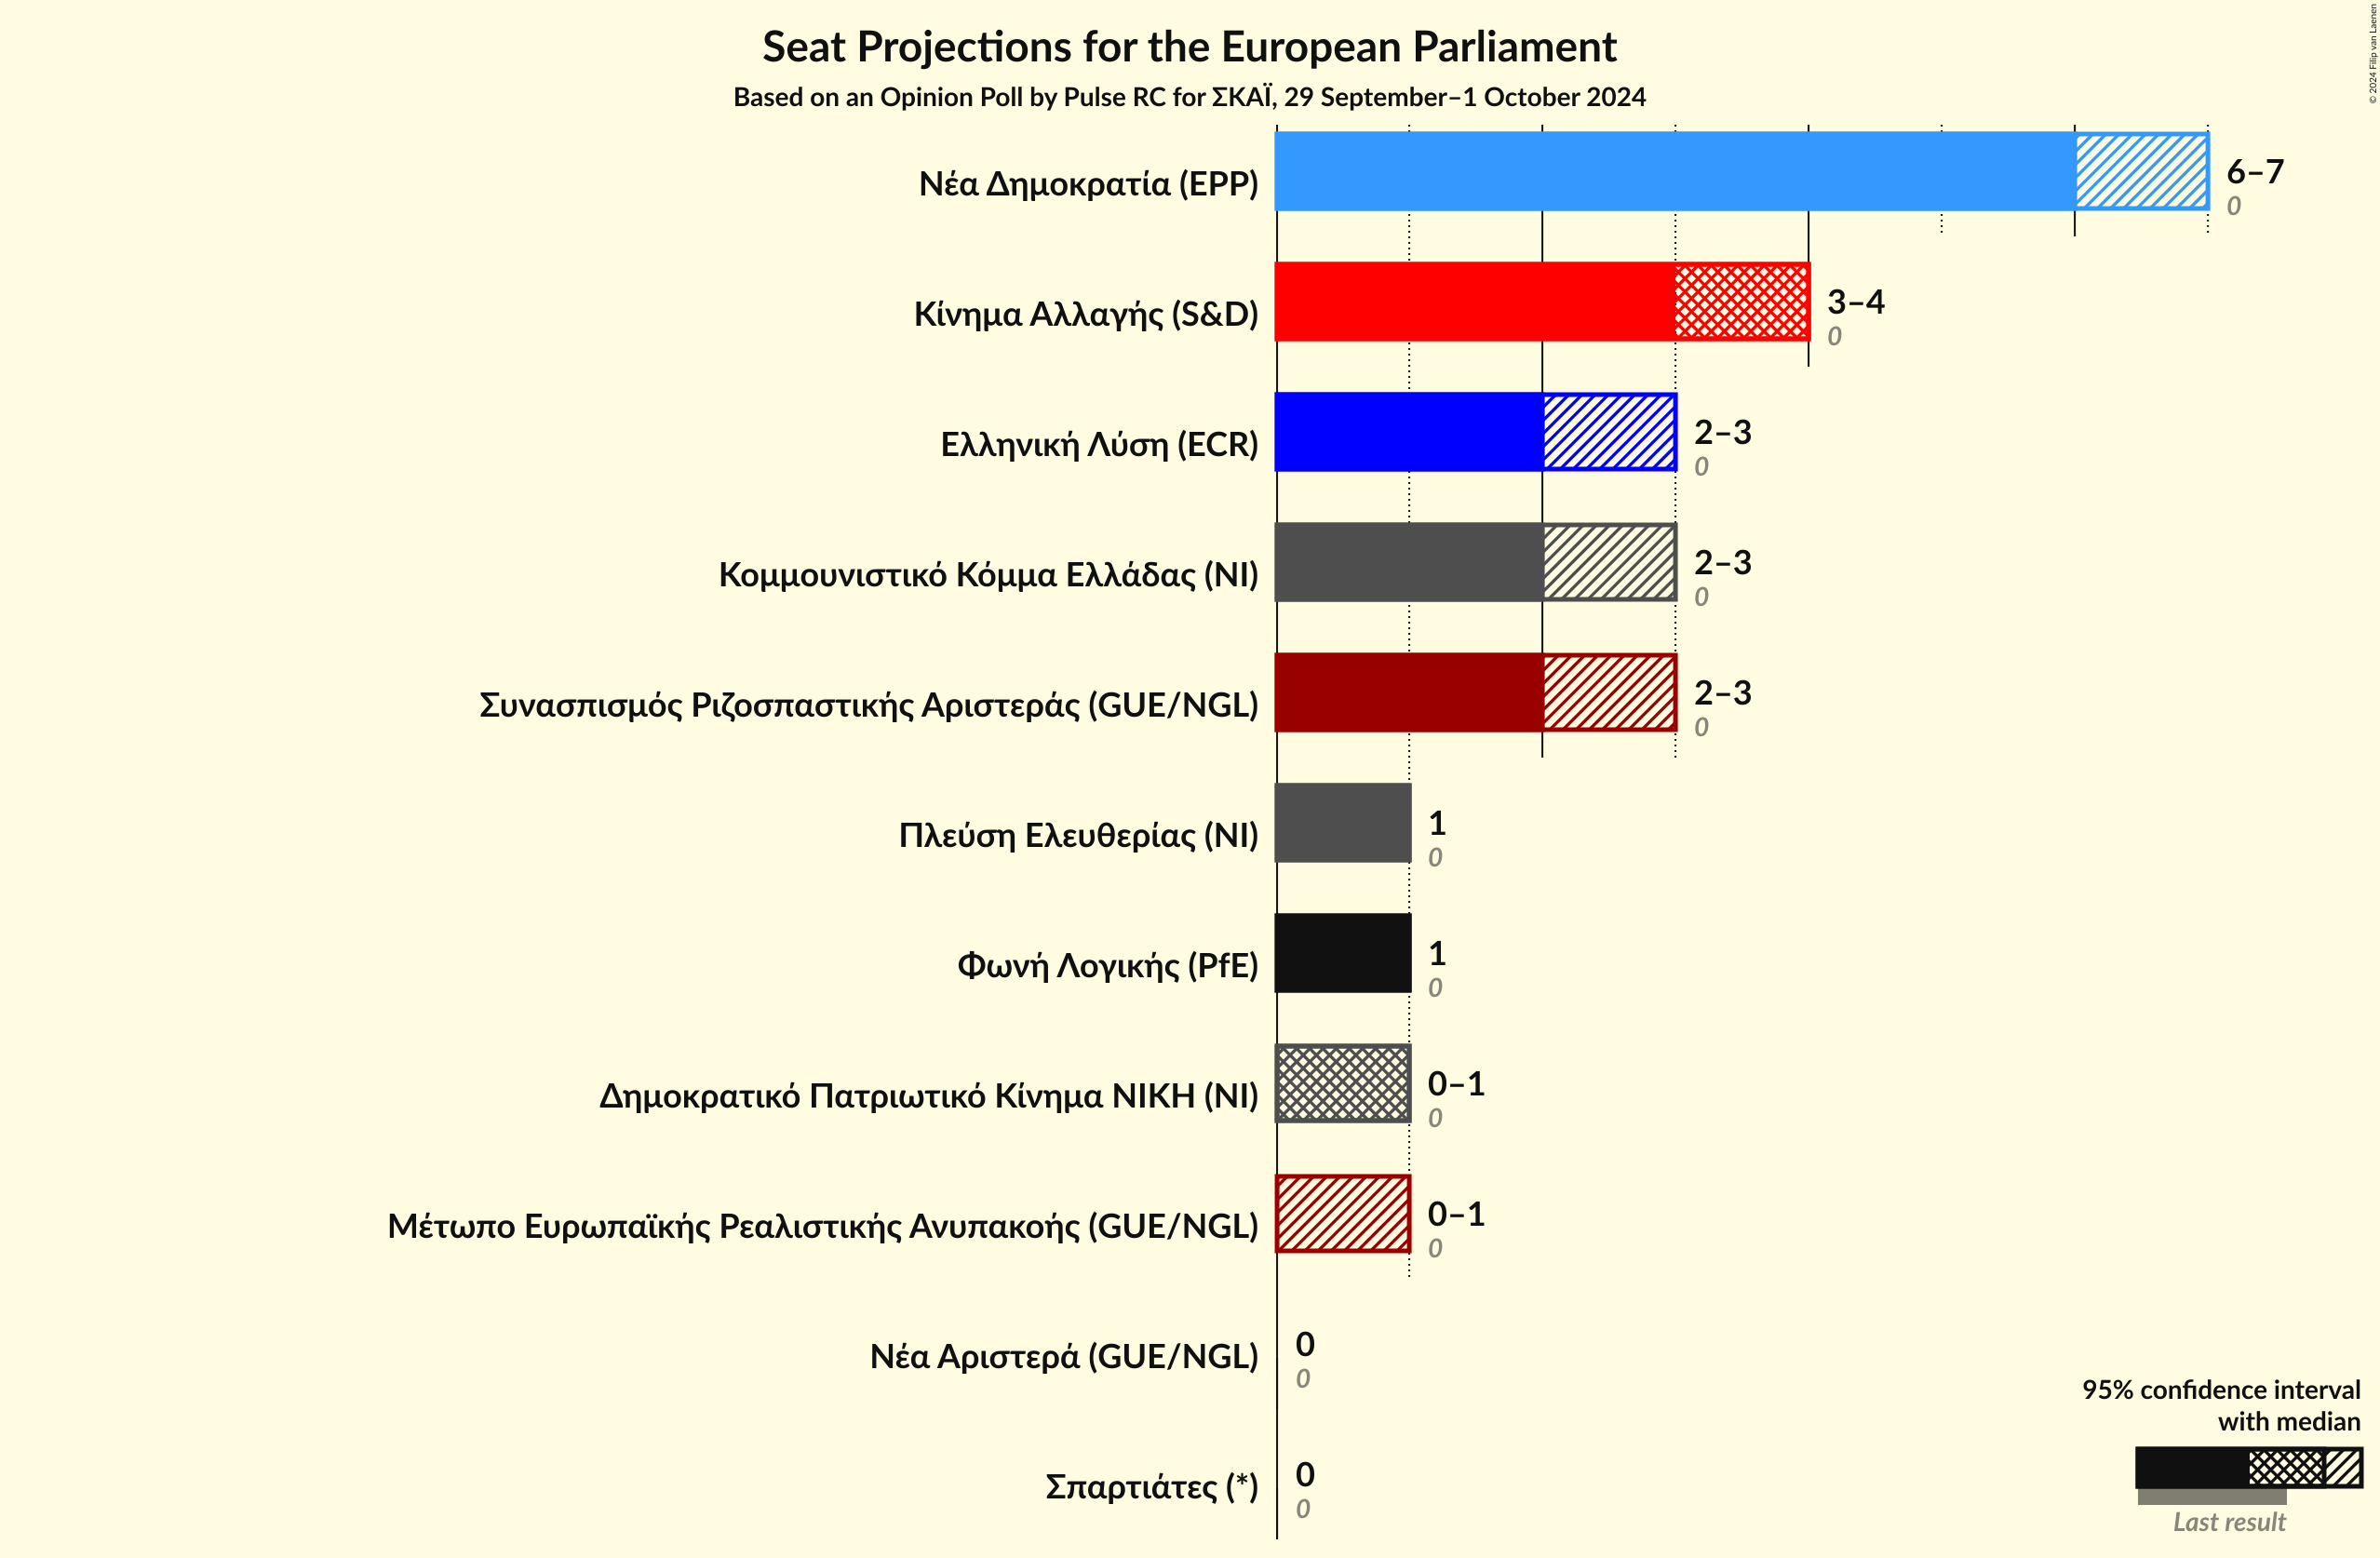 Seat Projections for the European Parliament
Based on an Opinion Poll by Pulse RC for ΣΚΑΪ, 29 September–1 October 2024
© 2024 Filip van Laenen
Νέα Δημοκρατία (EPP)
6–7
0
Κίνημα Αλλαγής (S&D)
3–4
0
Ελληνική Λύση (ECR)
2–3
0
Κομμουνιστικό Κόμμα Ελλάδας (NI)
2–3
0
Συνασπισμός Ριζοσπαστικής Αριστεράς (GUE/NGL)
2–3
0
Πλεύση Ελευθερίας (NI)
1
0
Φωνή Λογικής (PfE)
1
0
Δημοκρατικό Πατριωτικό Κίνημα ΝΙΚΗ (NI)
0–1
0
Μέτωπο Ευρωπαϊκής Ρεαλιστικής Ανυπακοής (GUE/NGL)
0–1
0
Νέα Αριστερά (GUE/NGL)
0
0
Σπαρτιάτες (*)
0
0
95% confidence interval
with median
Last result